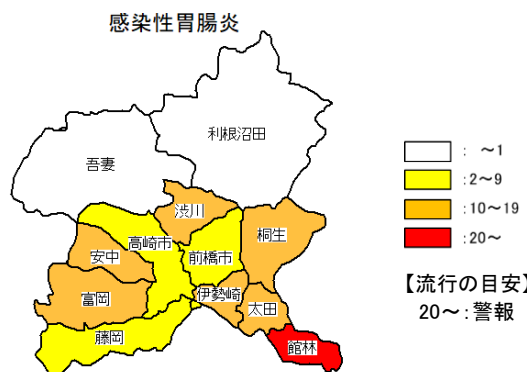 感染性胃腸炎
利根沼田
吾妻
渋川
桐生
高崎市
前橋市
安中
伊勢崎
富岡
太田
藤岡
館林
： ～1
：2～9
：10～19
：20～
【流行の目安】
20～：警報